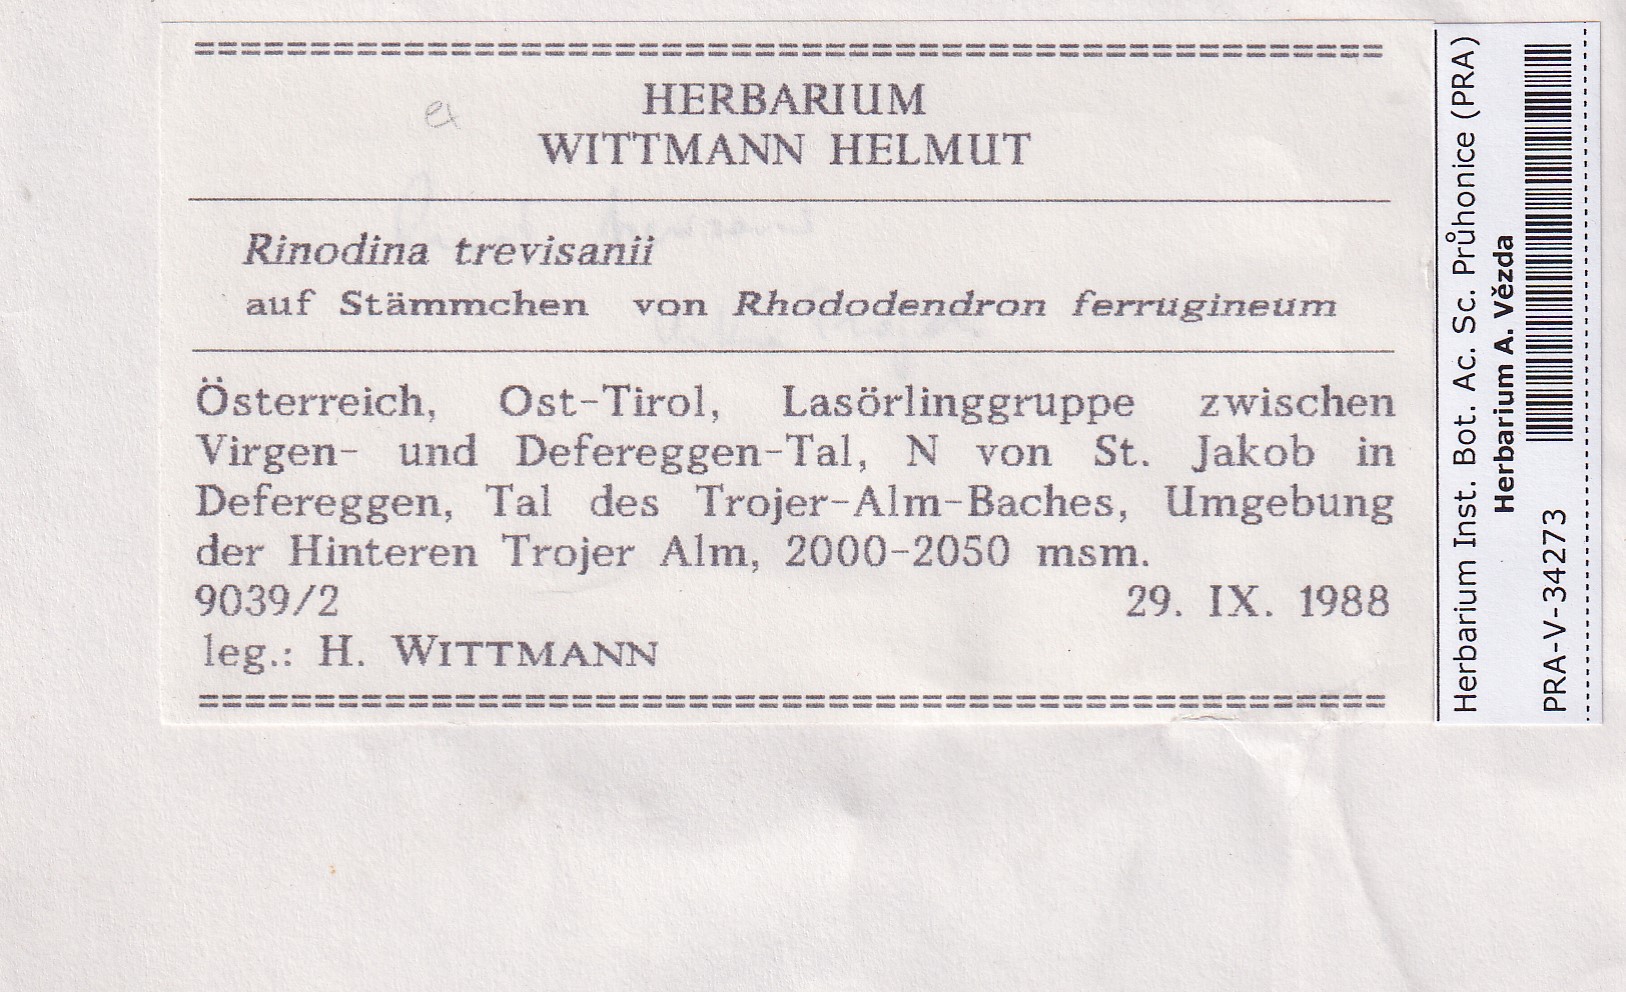 ex
HERBARIUM
WITTMANN HELMUT
Rinodina trevisanii
auf Stämmchen von Rhododendron ferrugineum
Österreich, Ost-Tirol, Lasörlinggruppe zwischen
Virgen- und Defereggen-Tal, N von St. Jakob in
Defereggen, Tal des Trojer-Alm-Baches, Umgebung
der Hinteren Trojer Alm, 2000-2050 msm.
9039/2 29. IX. 1988
leg.: H. WITTMANN
Herbarium Inst. Bot. Ac. Sc. Průhonice (PRA)
Herbarium A. Vězda
PRA-V-34273